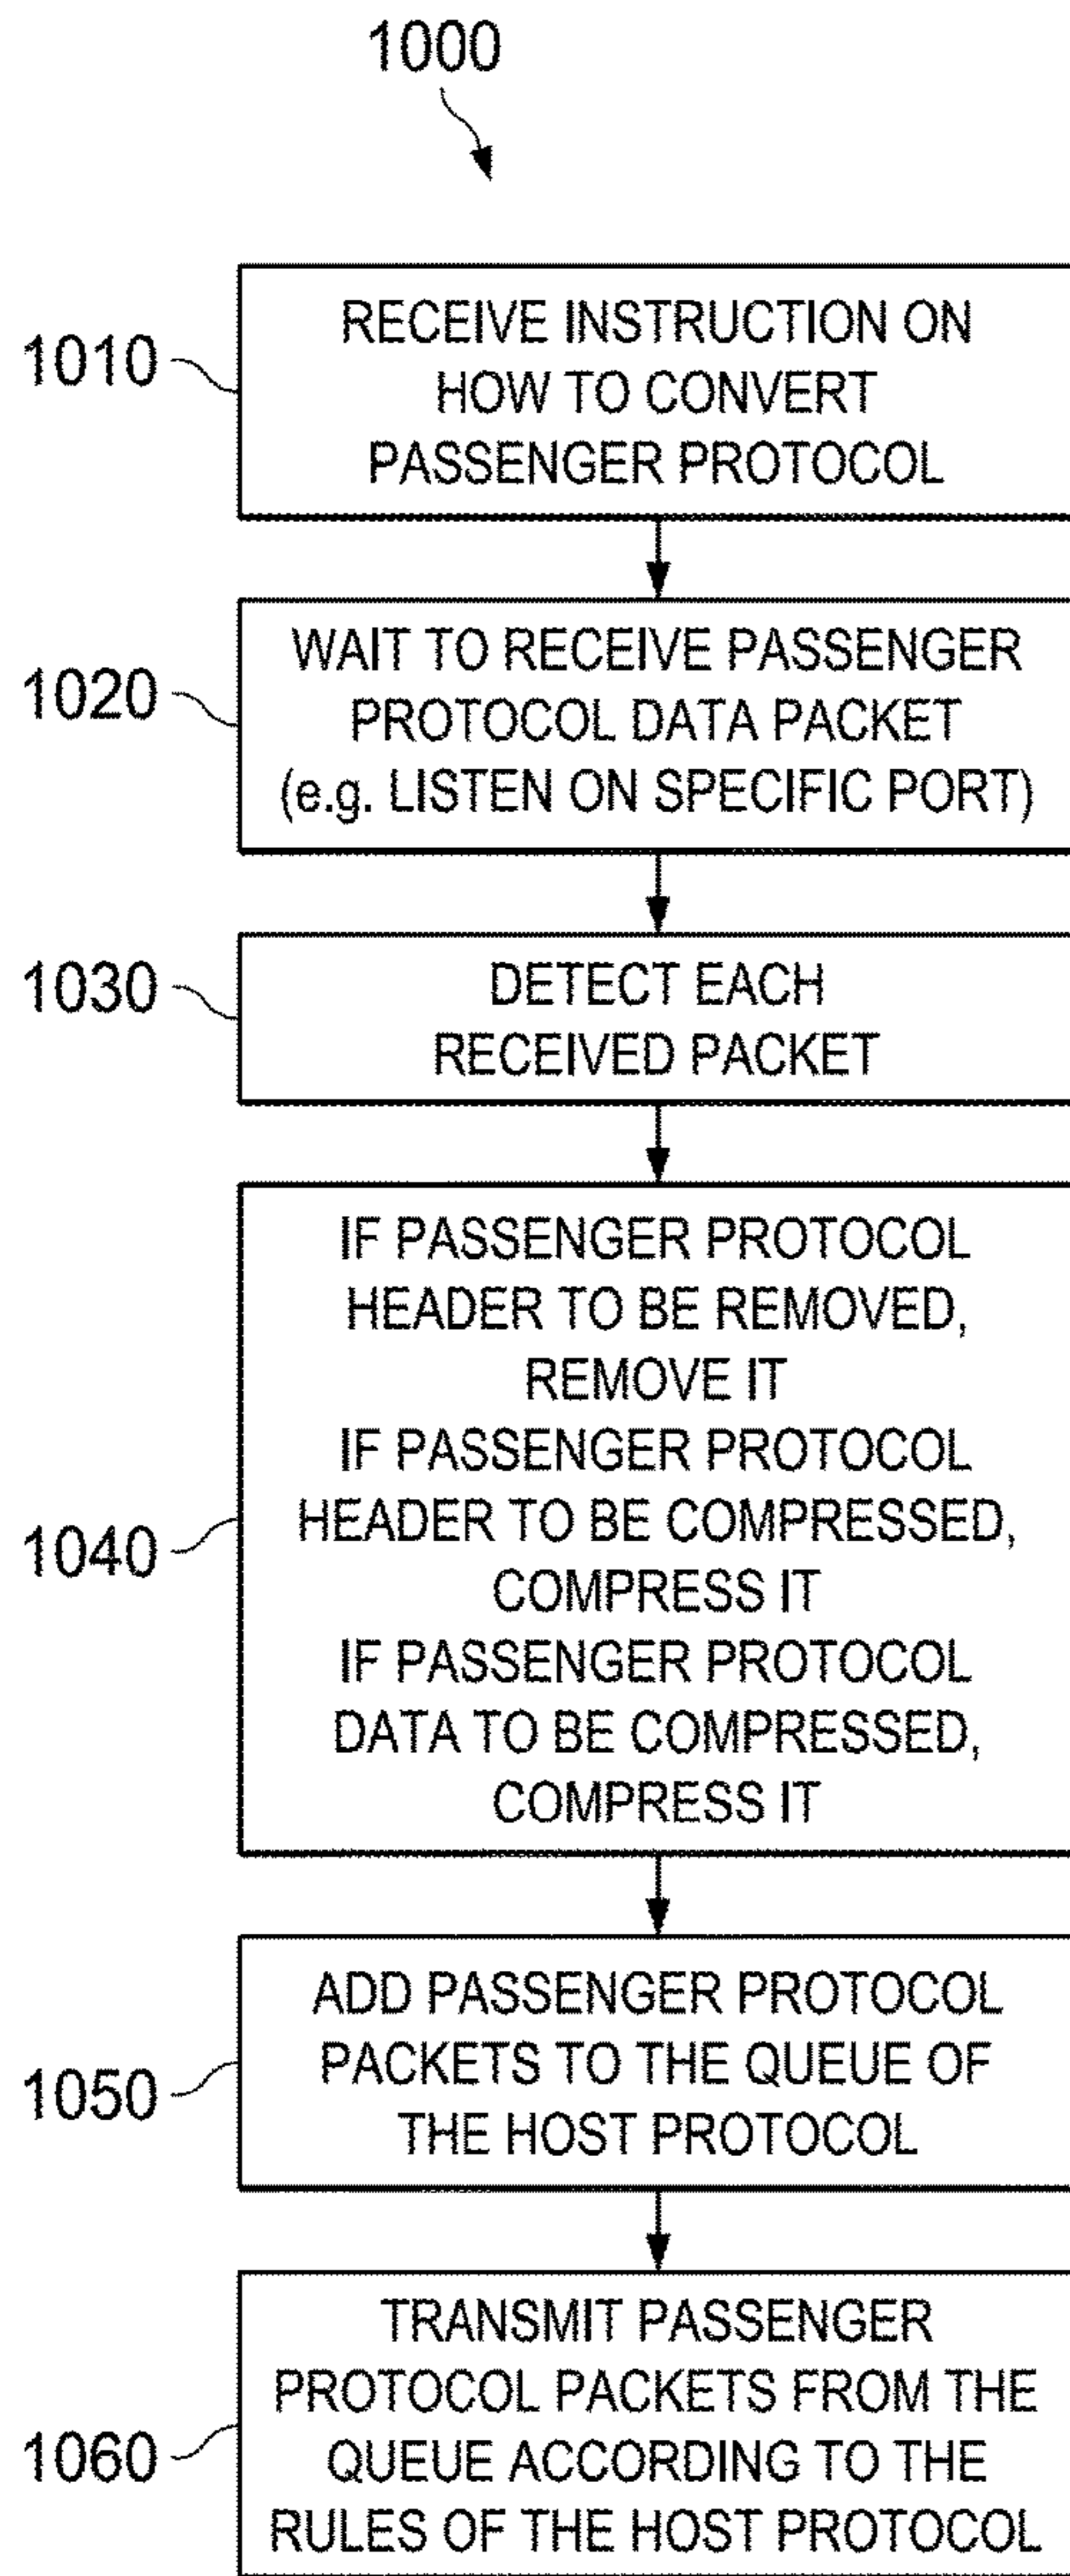 1000
1010
RECEIVE INSTRUCTION ON
HOW TO CONVERT
PASSENGER PROTOCOL
1020
WAIT TO RECEIVE PASSENGER
PROTOCOL DATA PACKET
(e.g. LISTEN ON SPECIFIC PORT)
1030
DETECT EACH
RECEIVED PACKET
1040
IF PASSENGER PROTOCOL
HEADER TO BE REMOVED,
REMOVE IT
IF PASSENGER PROTOCOL
HEADER TO BE COMPRESSED,
COMPRESS IT
IF PASSENGER PROTOCOL
DATA TO BE COMPRESSED,
COMPRESS IT
1050
ADD PASSENGER PROTOCOL
PACKETS TO THE QUEUE OF
THE HOST PROTOCOL
1060
TRANSMIT PASSENGER
PROTOCOL PACKETS FROM THE
QUEUE ACCORDING TO THE
RULES OF THE HOST PROTOCOL